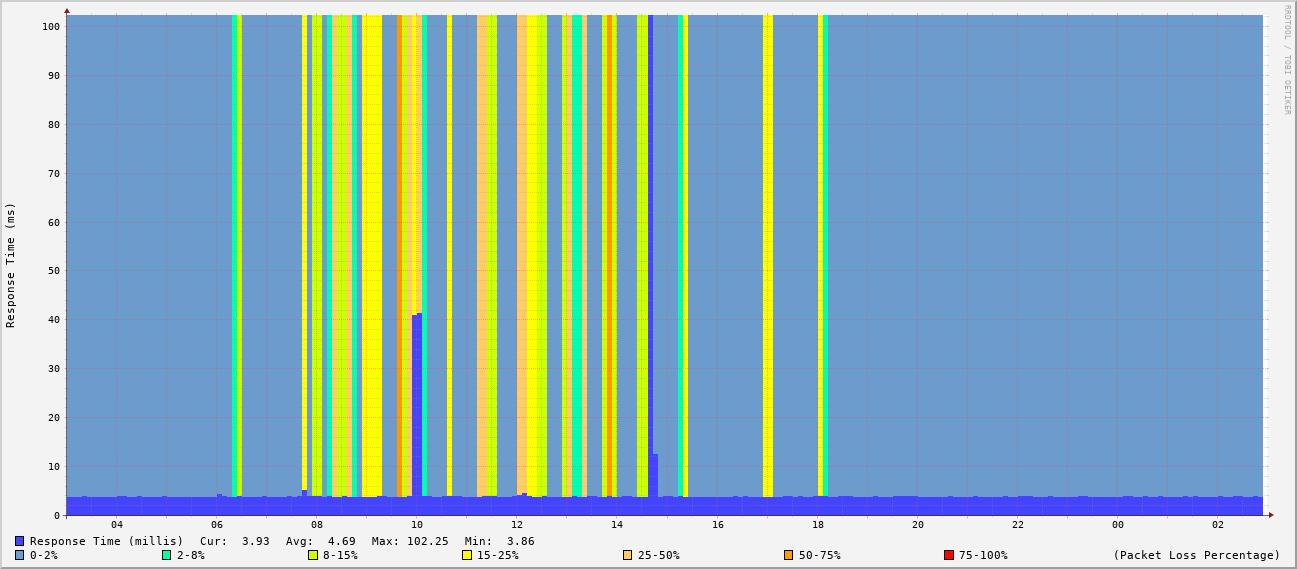 RRDTOOL / TOBI OETIKER
Response Time (ms)
100
90
80
70
60
50
40
30
20
10
0
04 06 08 10 12 14 16 18 20 22 00 02
Response Time (millis) Cur: 3.93 Avg: 4.69 Max: 102.25 Min: 3.86
0-2% 2-8% 8-15% 15-25% 25-50% 50-75% 75-100% (Packet Loss Percentage)